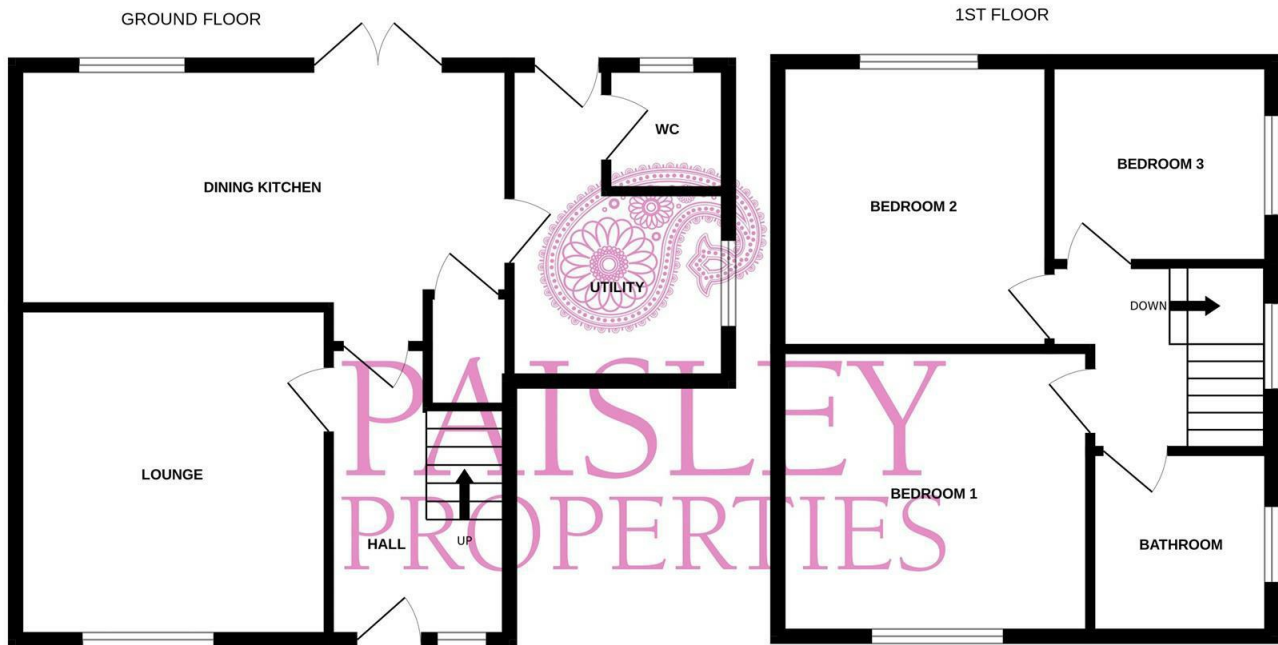 GROUND FLOOR
DINING KITCHEN
WC
UTILITY
LOUNGE
HALL
UP
1ST FLOOR
BEDROOM 2
BEDROOM 3
DOWN
BEDROOM 1
BATHROOM
PAISLEY
PROPERTIES